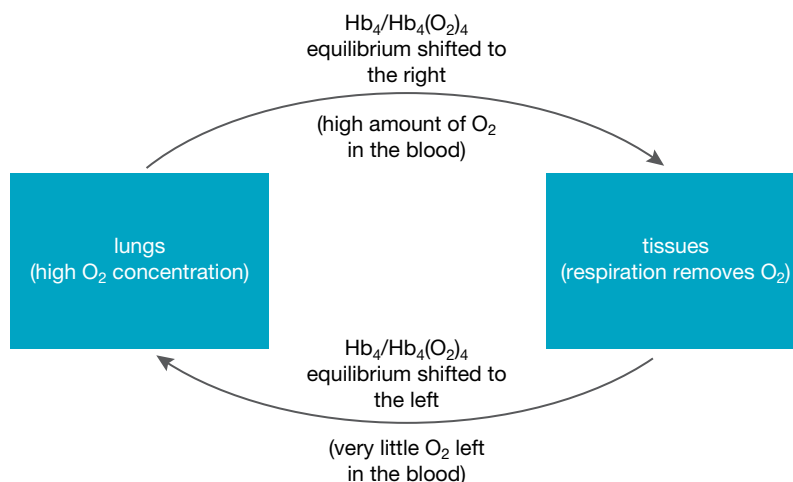 Hb₄/Hb₄(O₂)₄
equilibrium shifted to
the right
(high amount of O₂
in the blood)
lungs
(high O₂ concentration)
tissues
(respiration removes O₂)
Hb₄/Hb₄(O₂)₄
equilibrium shifted to
the left
(very little O₂ left
in the blood)